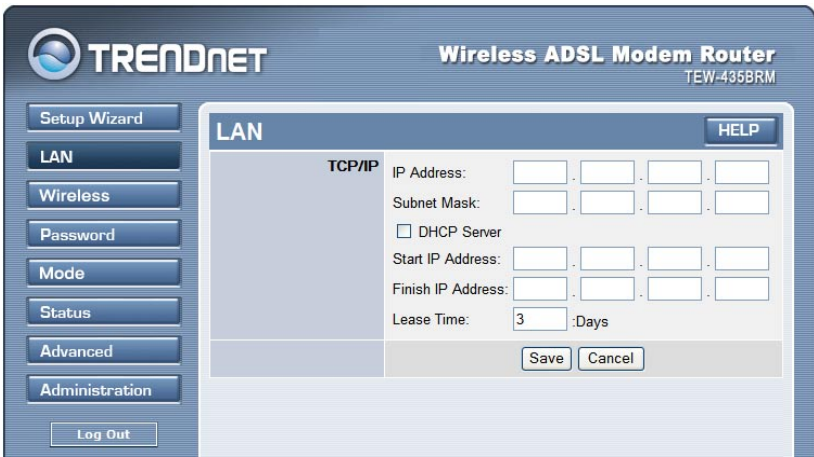 TRENDNET
Wireless ADSL Modem Router
TEW-435BRM
Setup Wizard
LAN
Wireless
Password
Mode
Status
Advanced
Administration
Log Out
LAN
HELP
TCP/IP
IP Address: . . .
Subnet Mask: . . .
DHCP Server
Start IP Address: . . .
Finish IP Address: . . .
Lease Time: 3 :Days
Save Cancel